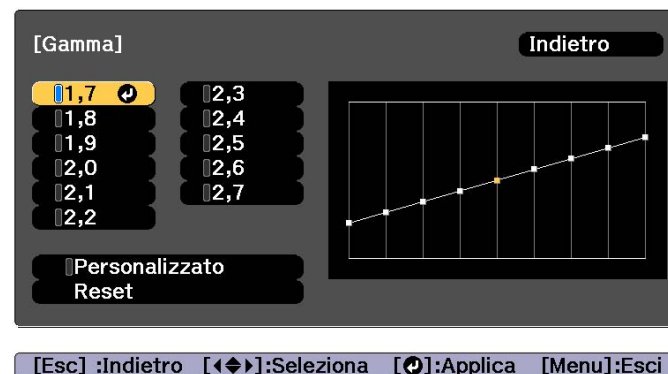 [Gamma]
Indietro
1,7
1,8
1,9
2,0
2,1
2,2
2,3
2,4
2,5
2,6
2,7
Personalizzato
Reset
[Esc] :Indietro [◀◆▶]:Seleziona [↵]:Applica [Menu]:Esci